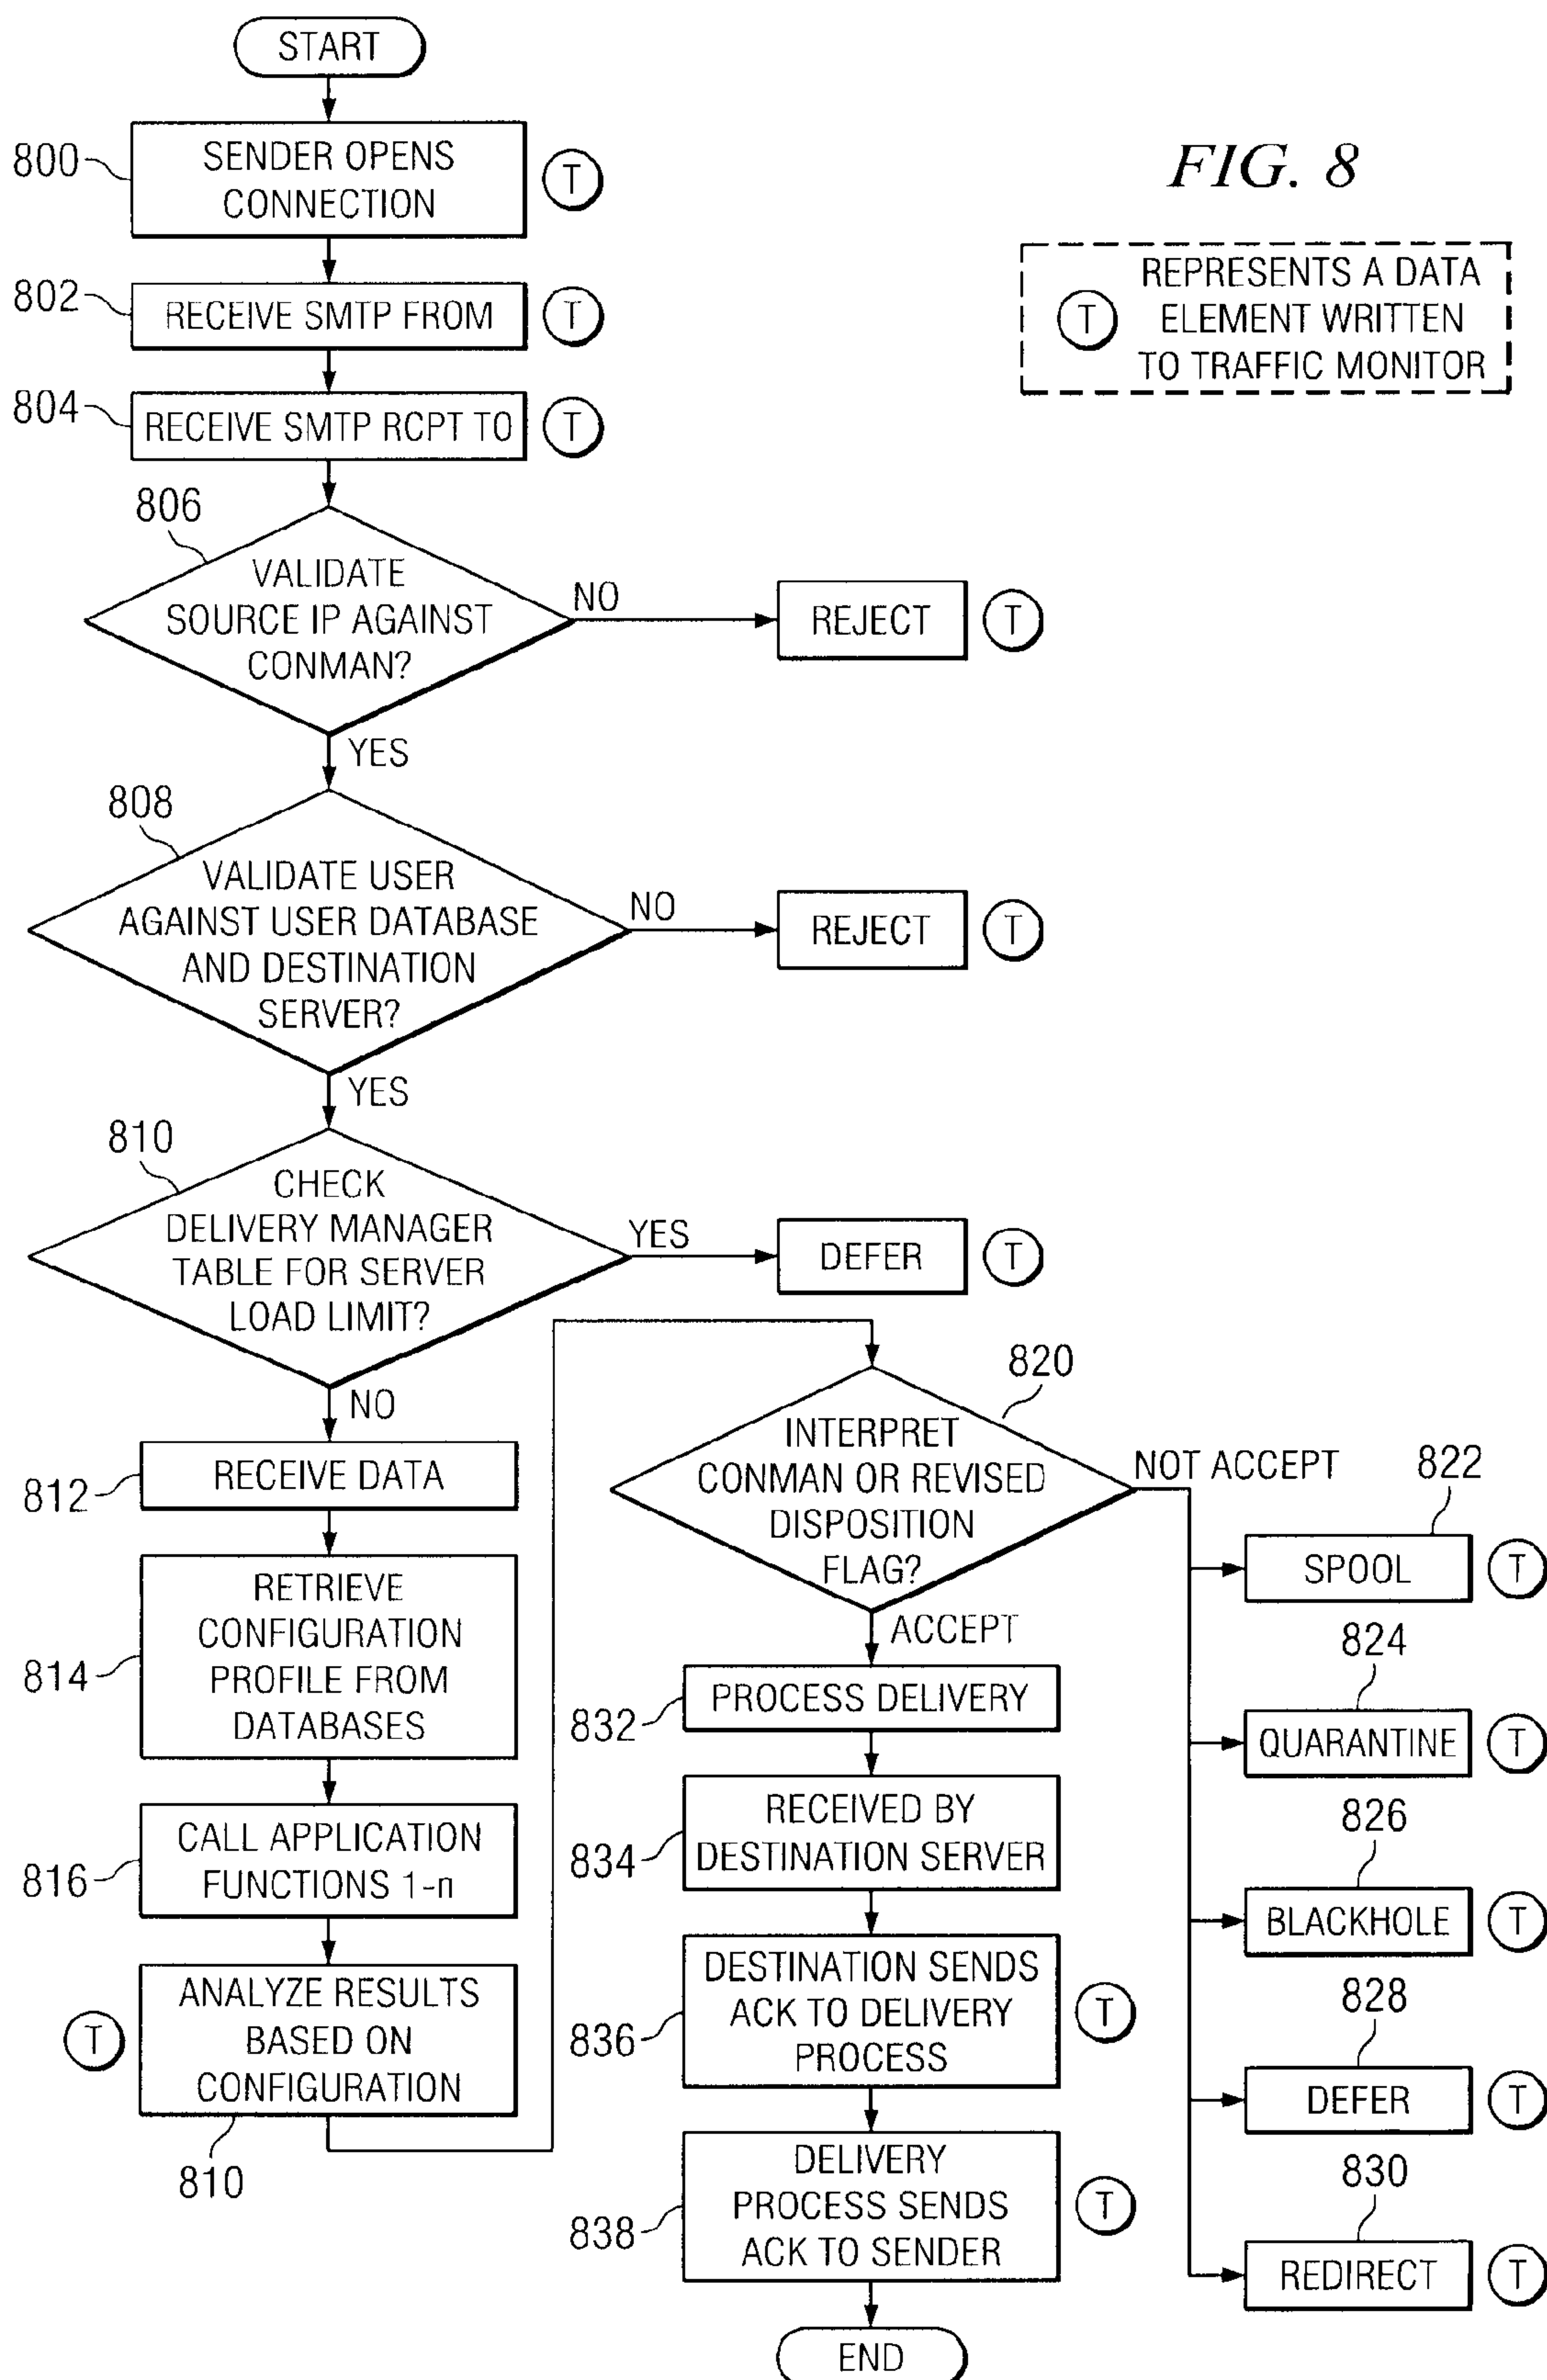 START
800
SENDER OPENS
CONNECTION
T
FIG. 8
T
REPRESENTS A DATA
ELEMENT WRITTEN
TO TRAFFIC MONITOR
802
RECEIVE SMTP FROM
T
804
RECEIVE SMTP RCPT TO
T
806
VALIDATE
SOURCE IP AGAINST
CONMAN?
NO
REJECT
T
YES
808
VALIDATE USER
AGAINST USER DATABASE
AND DESTINATION
SERVER?
NO
REJECT
T
YES
810
CHECK
DELIVERY MANAGER
TABLE FOR SERVER
LOAD LIMIT?
YES
DEFER
T
NO
812
RECEIVE DATA
814
RETRIEVE
CONFIGURATION
PROFILE FROM
DATABASES
816
CALL APPLICATION
FUNCTIONS 1-n
T
ANALYZE RESULTS
BASED ON
CONFIGURATION
810
820
INTERPRET
CONMAN OR REVISED
DISPOSITION
FLAG?
NOT ACCEPT
ACCEPT
832
PROCESS DELIVERY
834
RECEIVED BY
DESTINATION SERVER
836
DESTINATION SENDS
ACK TO DELIVERY
PROCESS
T
838
DELIVERY
PROCESS SENDS
ACK TO SENDER
T
END
822
SPOOL
T
824
QUARANTINE
T
826
BLACKHOLE
T
828
DEFER
T
830
REDIRECT
T